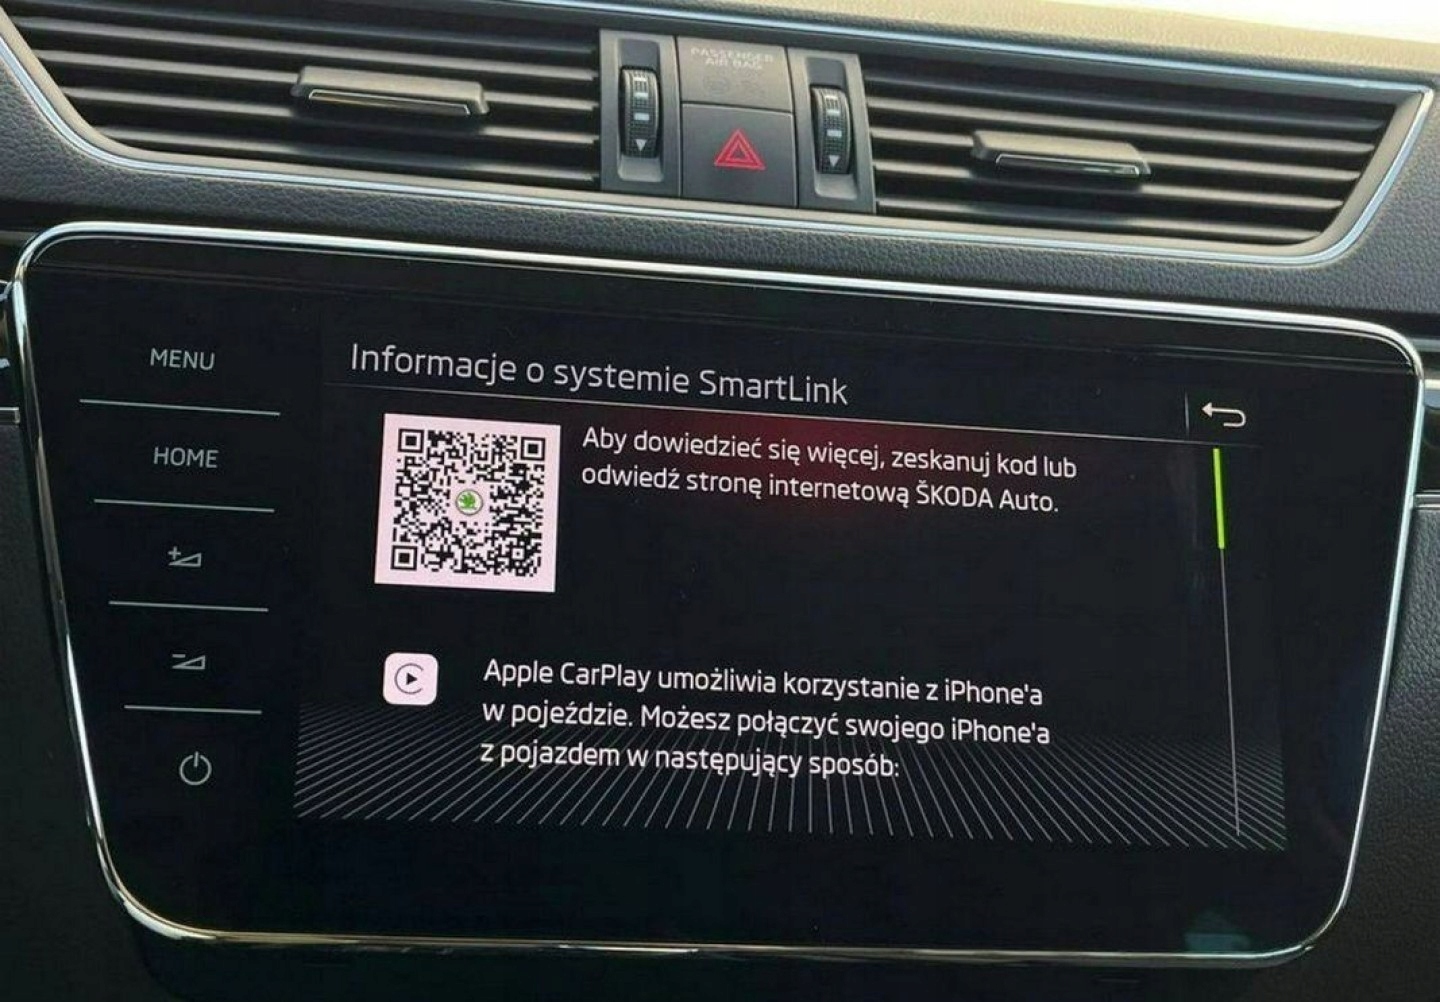 PASSENGER
AIR BAG
MENU
HOME
Informacje o systemie SmartLink
Aby dowiedzieć się więcej, zeskanuj kod lub
odwiedź stronę internetową ŠKODA Auto.
Apple CarPlay umożliwia korzystanie z iPhone'a
w pojeździe. Możesz połączyć swojego iPhone'a
z pojazdem w następujący sposób: